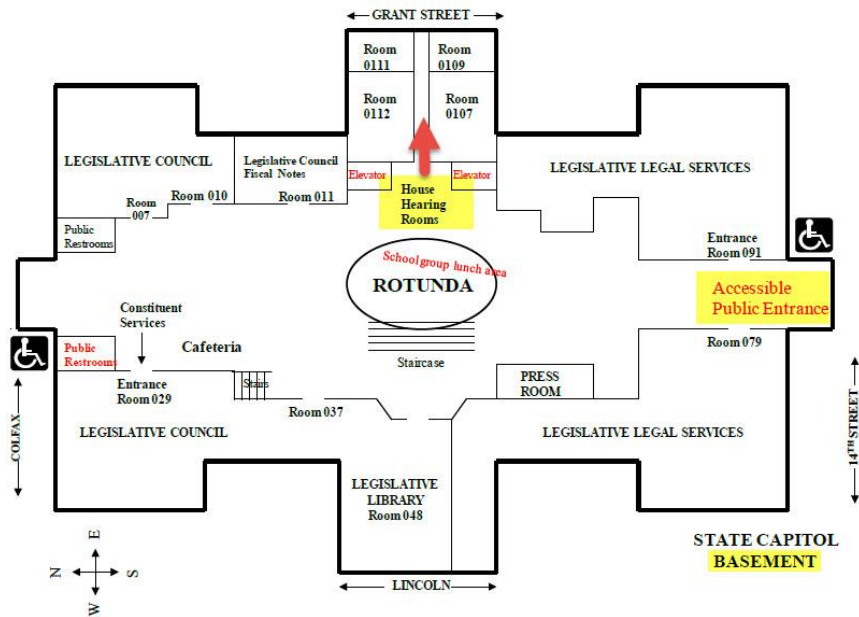 GRANT STREET
Room
0111
Room
0109
Room
0112
Room
0107
LEGISLATIVE COUNCIL
Legislative Council
Fiscal Notes
Elevator
Elevator
LEGISLATIVE LEGAL SERVICES
Room
007
Room 010
Room 011
House
Hearing
Rooms
Public
Restrooms
Entrance
Room 091
School group lunch area
ROTUNDA
Accessible
Public Entrance
Constituent
Services
Public
Restrooms
Cafeteria
Staircase
Room 079
Entrance
Room 029
Stairs
PRESS
ROOM
Room 037
COLFAX
LEGISLATIVE COUNCIL
LEGISLATIVE LEGAL SERVICES
14TH STREET
LEGISLATIVE
LIBRARY
Room 048
STATE CAPITOL
BASEMENT
E
N
S
W
LINCOLN